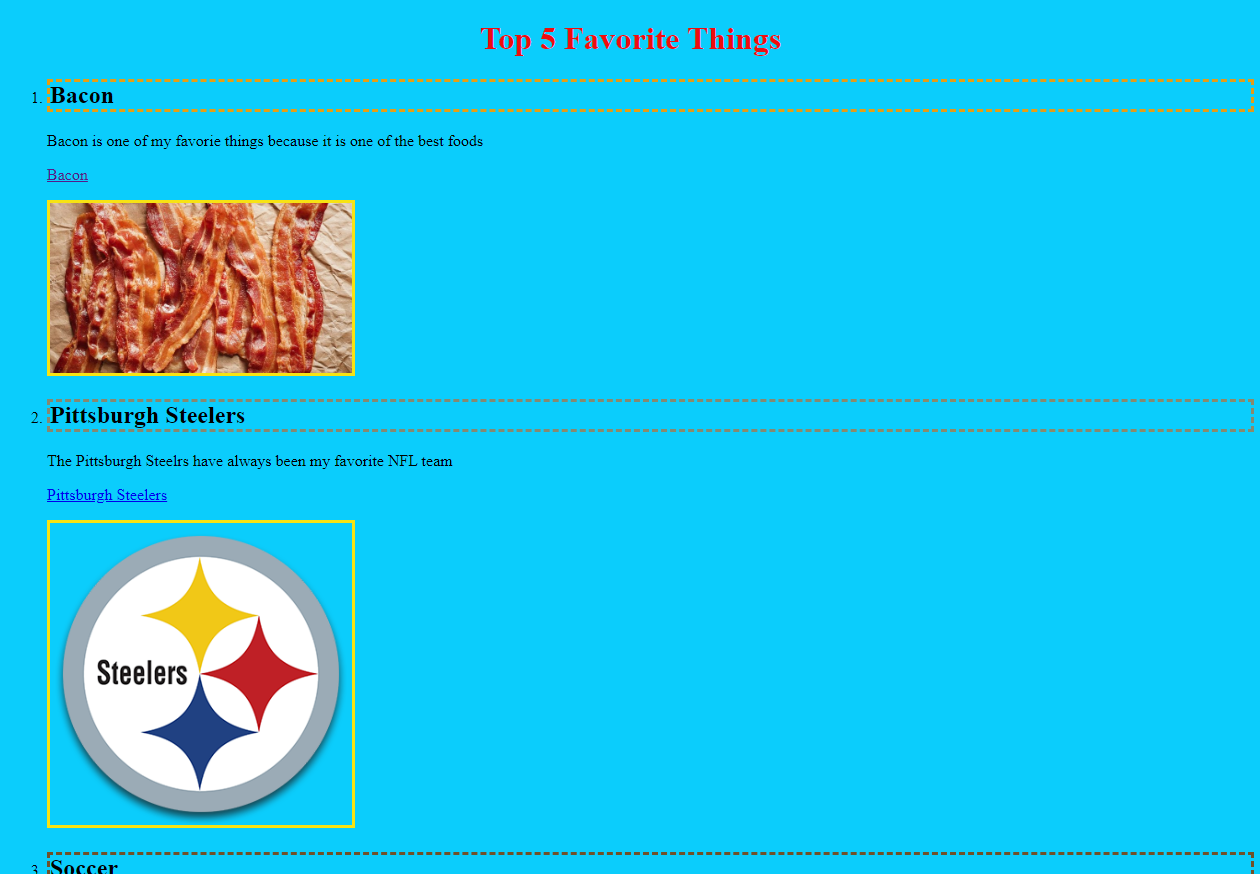 Top 5 Favorite Things
1. Bacon
Bacon is one of my favorie things because it is one of the best foods
Bacon
2. Pittsburgh Steelers
The Pittsburgh Steelrs have always been my favorite NFL team
Pittsburgh Steelers
Steelers
3. Soccer